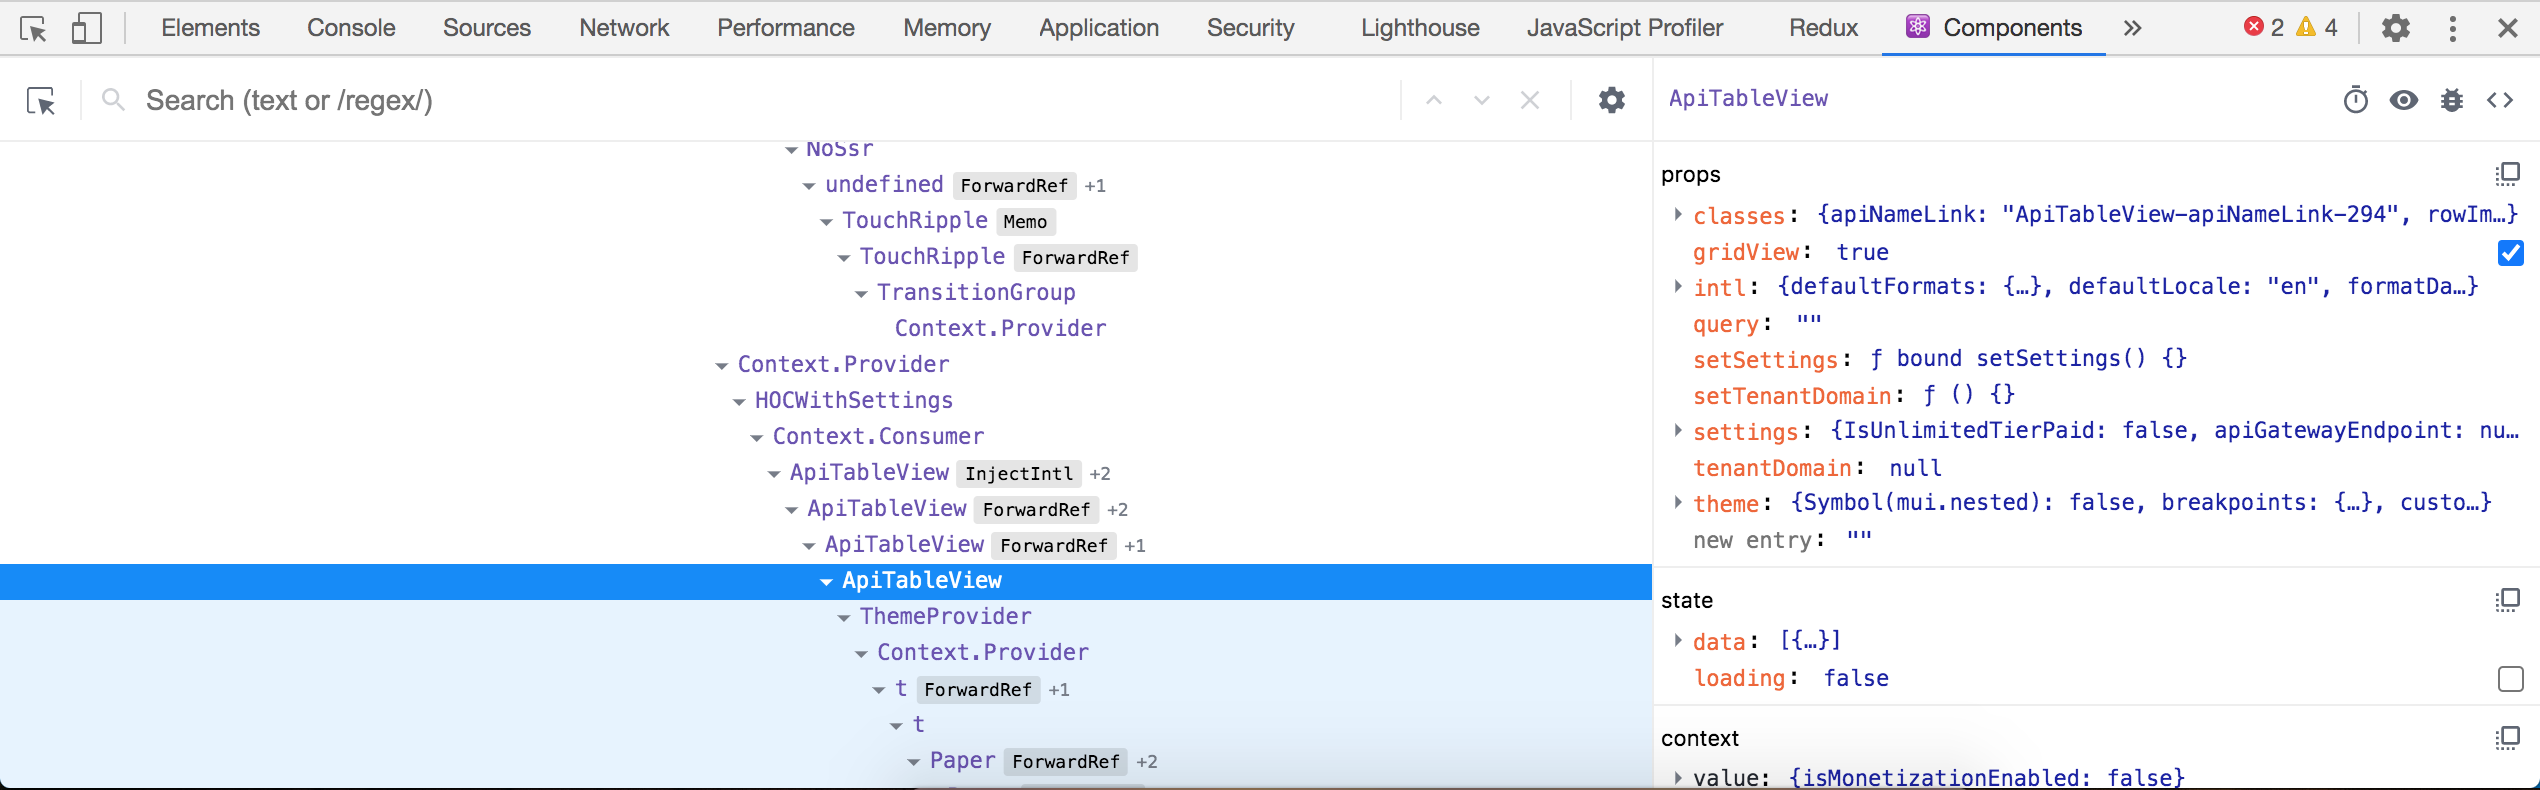 Elements Console Sources Network Performance Memory Application Security Lighthouse JavaScript Profiler Redux Components » 2 4
Search (text or /regex/)
NoSsr
undefined ForwardRef +1
TouchRipple Memo
TouchRipple ForwardRef
TransitionGroup
Context.Provider
Context.Provider
HOCWithSettings
Context.Consumer
ApiTableView InjectIntl +2
ApiTableView ForwardRef +2
ApiTableView ForwardRef +1
ApiTableView
ThemeProvider
Context.Provider
t ForwardRef +1
t
Paper ForwardRef +2
ApiTableView
props
classes: {apiNameLink: "ApiTableView-apiNameLink-294", rowIm…}
gridView: true
intl: {defaultFormats: {…}, defaultLocale: "en", formatDa…}
query: ""
setSettings: ƒ bound setSettings() {}
setTenantDomain: ƒ () {}
settings: {IsUnlimitedTierPaid: false, apiGatewayEndpoint: nu…
tenantDomain: null
theme: {Symbol(mui.nested): false, breakpoints: {…}, custo…}
new entry: ""
state
data: [{…}]
loading: false
context
value: {isMonetizationEnabled: false}